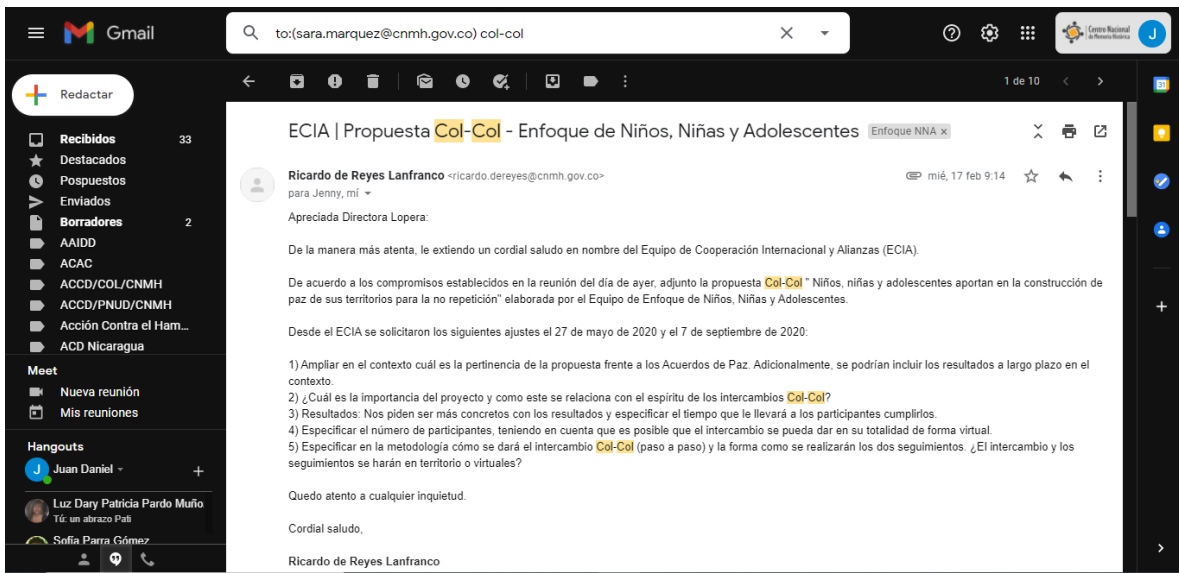 Gmail
to:(sara.marquez@cnmh.gov.co) col-col
Centro Nacional
de Memoria Histórica
J
Redactar
1 de 10
31
Recibidos 33
Destacados
Pospuestos
Enviados
Borradores 2
AAIDD
ACAC
ACCD/COL/CNMH
ACCD/PNUD/CNMH
Acción Contra el Ham...
ACD Nicaragua
Meet
Nueva reunión
Mis reuniones
Hangouts
J Juan Daniel
Luz Dary Patricia Pardo Muño
Tú: un abrazo Pati
Sofía Parra Gómez
ECIA | Propuesta Col-Col - Enfoque de Niños, Niñas y Adolescentes Enfoque NNA ×
Ricardo de Reyes Lanfranco <ricardo.dereyes@cnmh.gov.co> mié, 17 feb 9:14
para Jenny, mí
Apreciada Directora Lopera:
De la manera más atenta, le extiendo un cordial saludo en nombre del Equipo de Cooperación Internacional y Alianzas (ECIA).
De acuerdo a los compromisos establecidos en la reunión del día de ayer, adjunto la propuesta Col-Col " Niños, niñas y adolescentes aportan en la construcción de
paz de sus territorios para la no repetición" elaborada por el Equipo de Enfoque de Niños, Niñas y Adolescentes.
Desde el ECIA se solicitaron los siguientes ajustes el 27 de mayo de 2020 y el 7 de septiembre de 2020:
1) Ampliar en el contexto cuál es la pertinencia de la propuesta frente a los Acuerdos de Paz. Adicionalmente, se podrían incluir los resultados a largo plazo en el
contexto.
2) ¿Cuál es la importancia del proyecto y como este se relaciona con el espíritu de los intercambios Col-Col?
3) Resultados: Nos piden ser más concretos con los resultados y especificar el tiempo que le llevará a los participantes cumplirlos.
4) Especificar el número de participantes, teniendo en cuenta que es posible que el intercambio se pueda dar en su totalidad de forma virtual.
5) Especificar en la metodología cómo se dará el intercambio Col-Col (paso a paso) y la forma como se realizarán los dos seguimientos. ¿El intercambio y los
seguimientos se harán en territorio o virtuales?
Quedo atento a cualquier inquietud.
Cordial saludo,
Ricardo de Reyes Lanfranco